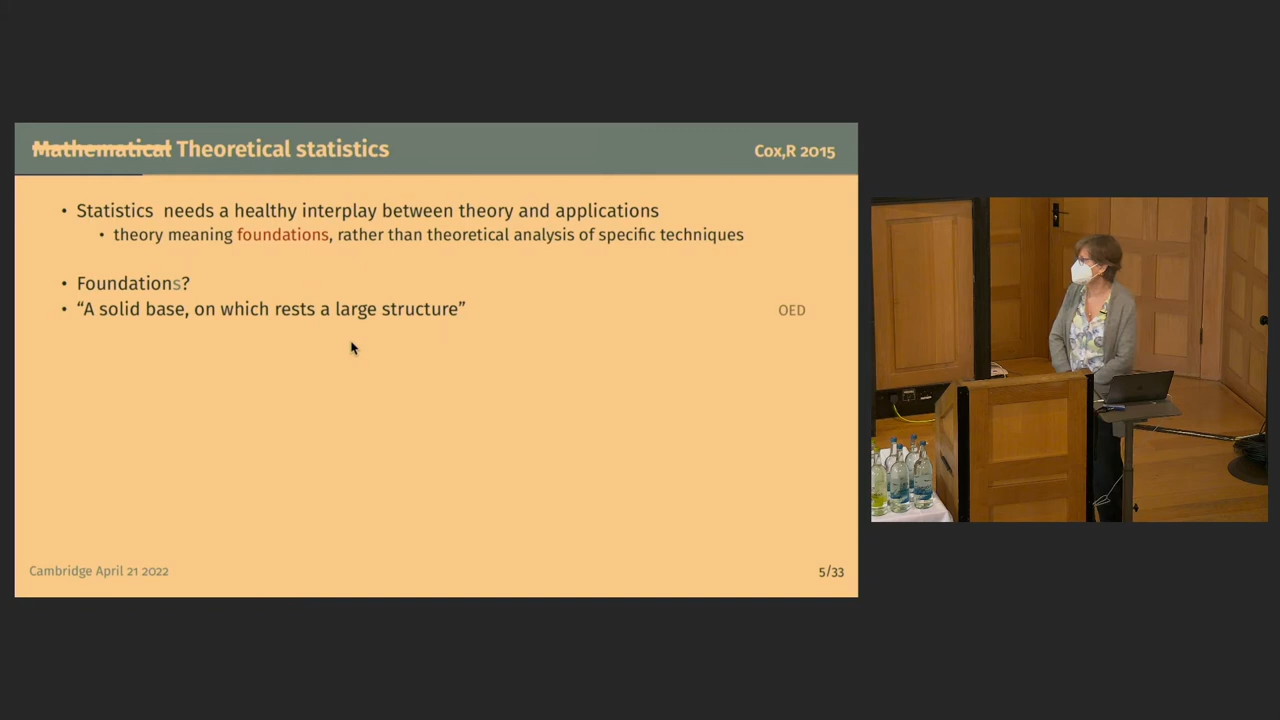 Mathematical Theoretical statistics
Cox,R 2015
• Statistics needs a healthy interplay between theory and applications
• theory meaning foundations, rather than theoretical analysis of specific techniques
• Foundations?
• “A solid base, on which rests a large structure”
OED
Cambridge April 21 2022
5/33